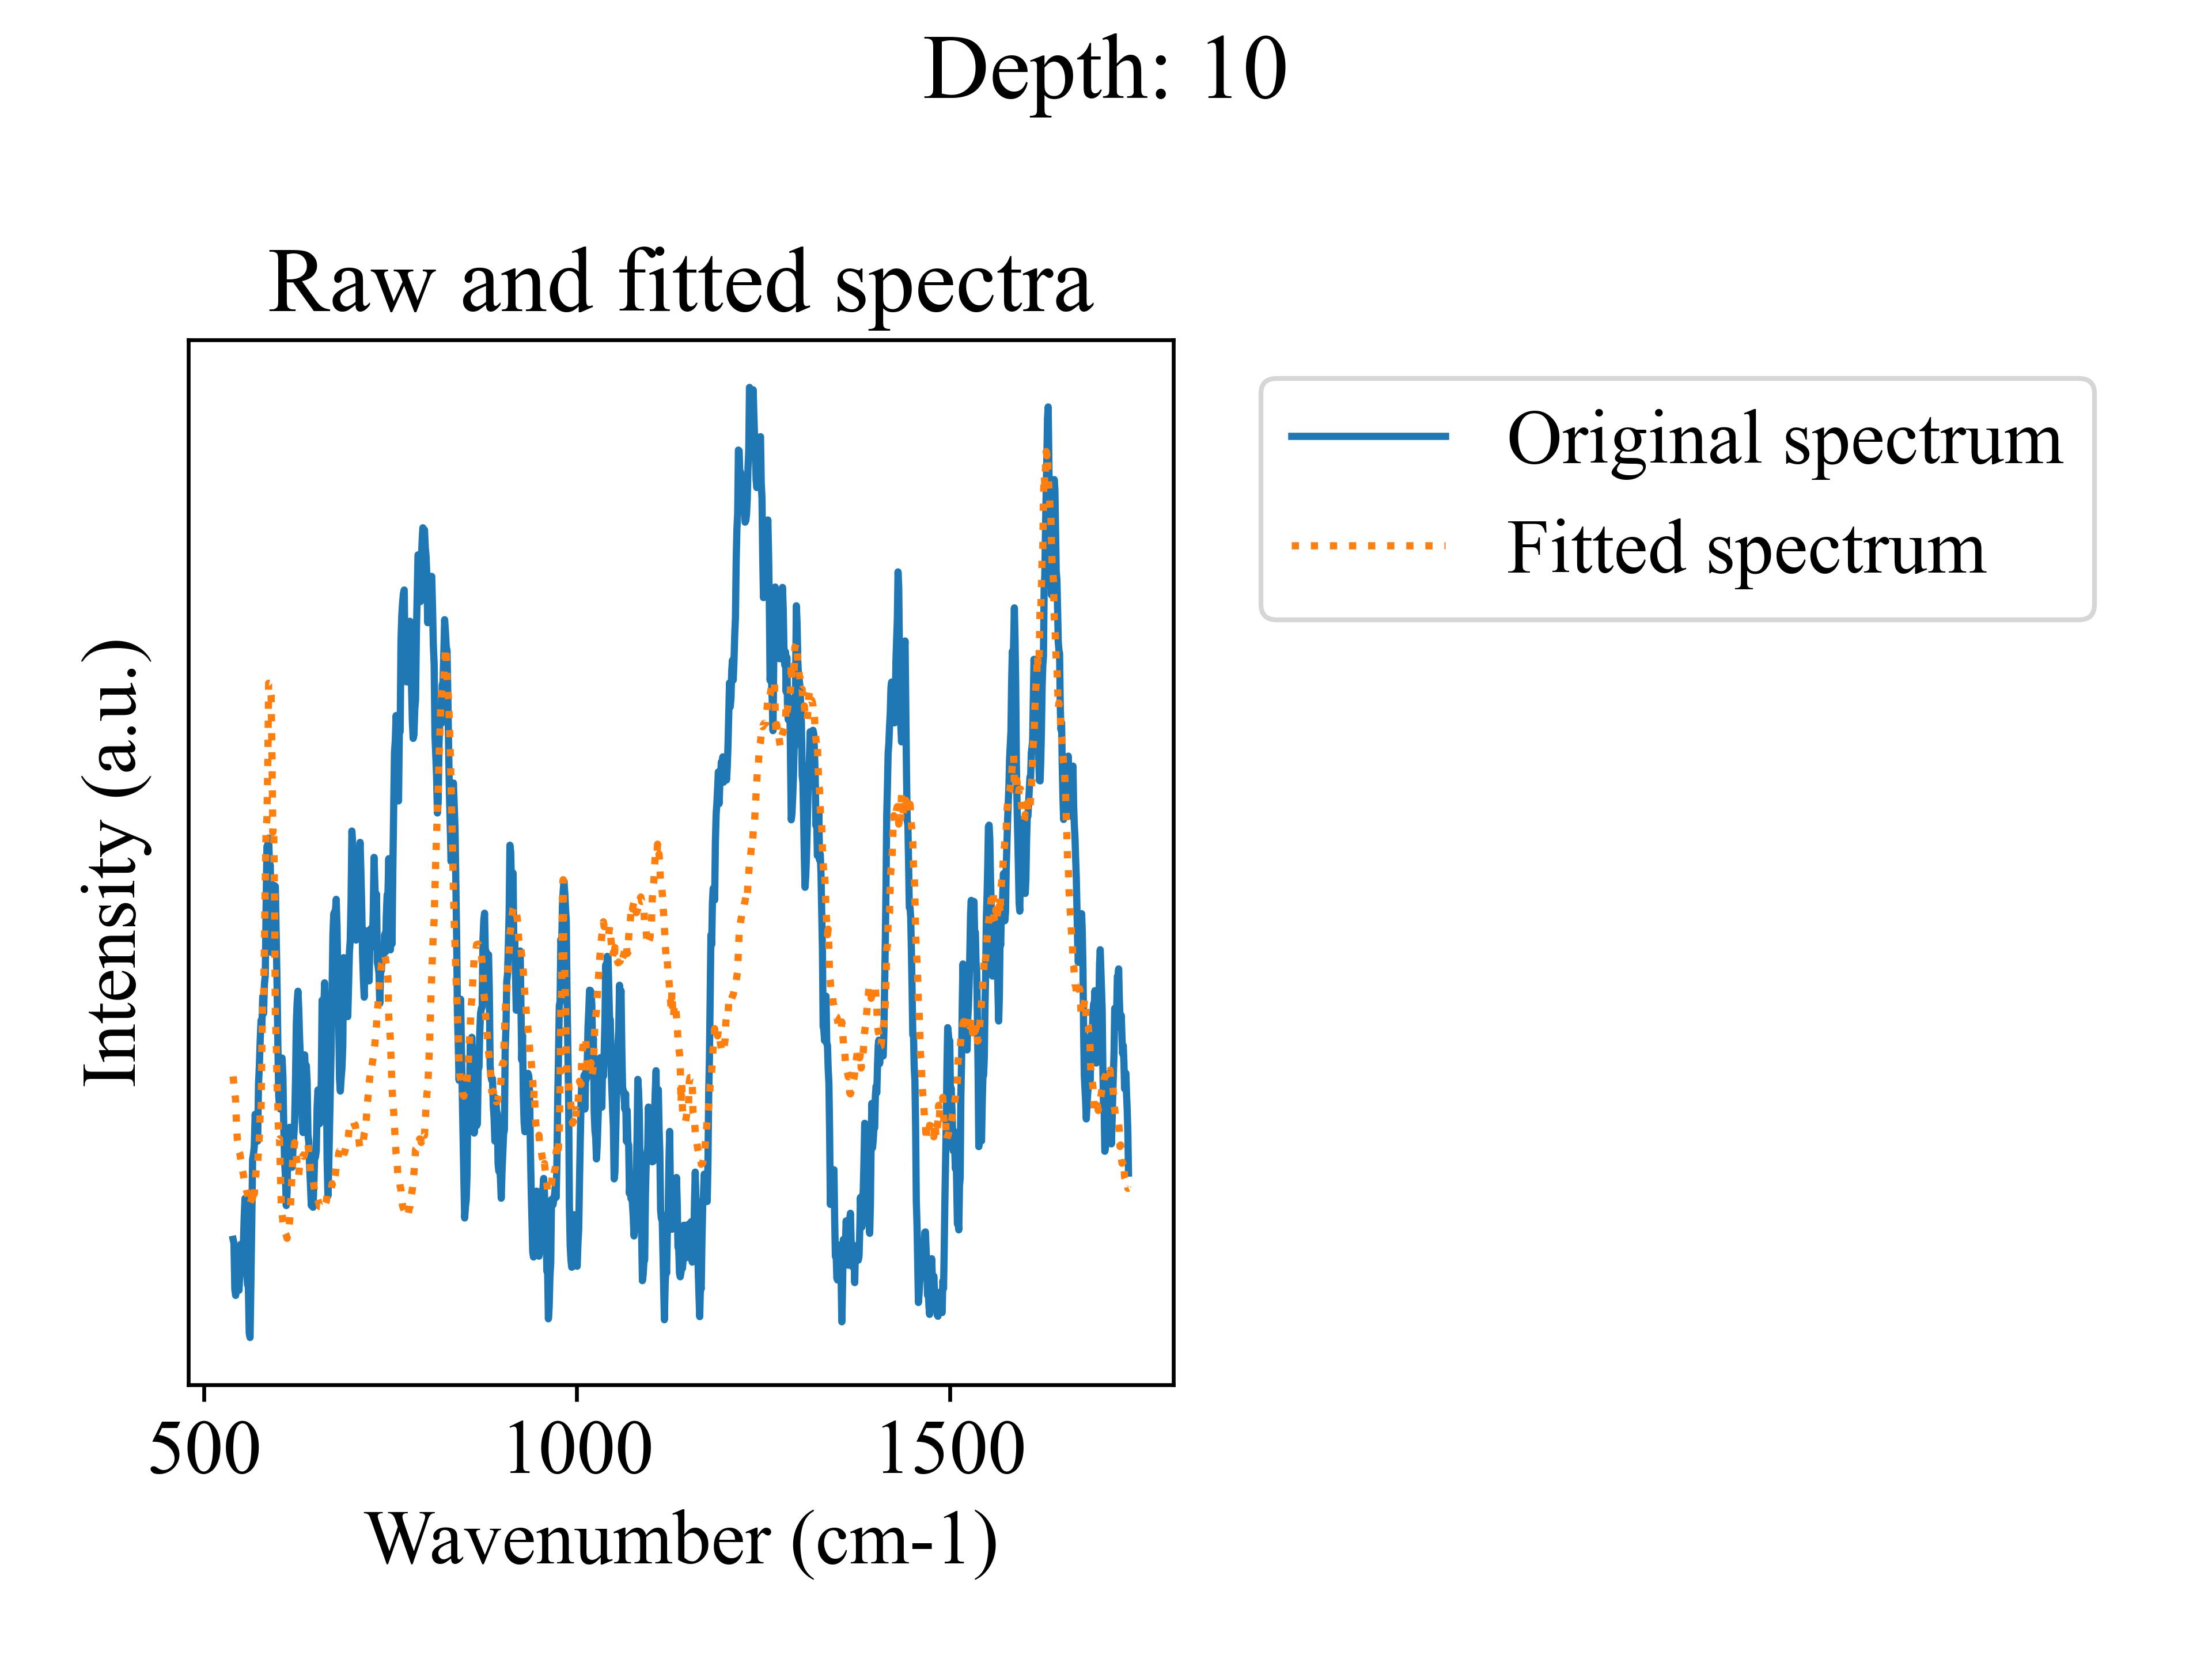 Depth: 10
Raw and fitted spectra
Original spectrum
Fitted spectrum
Intensity (a.u.)
500 1000 1500
Wavenumber (cm-1)